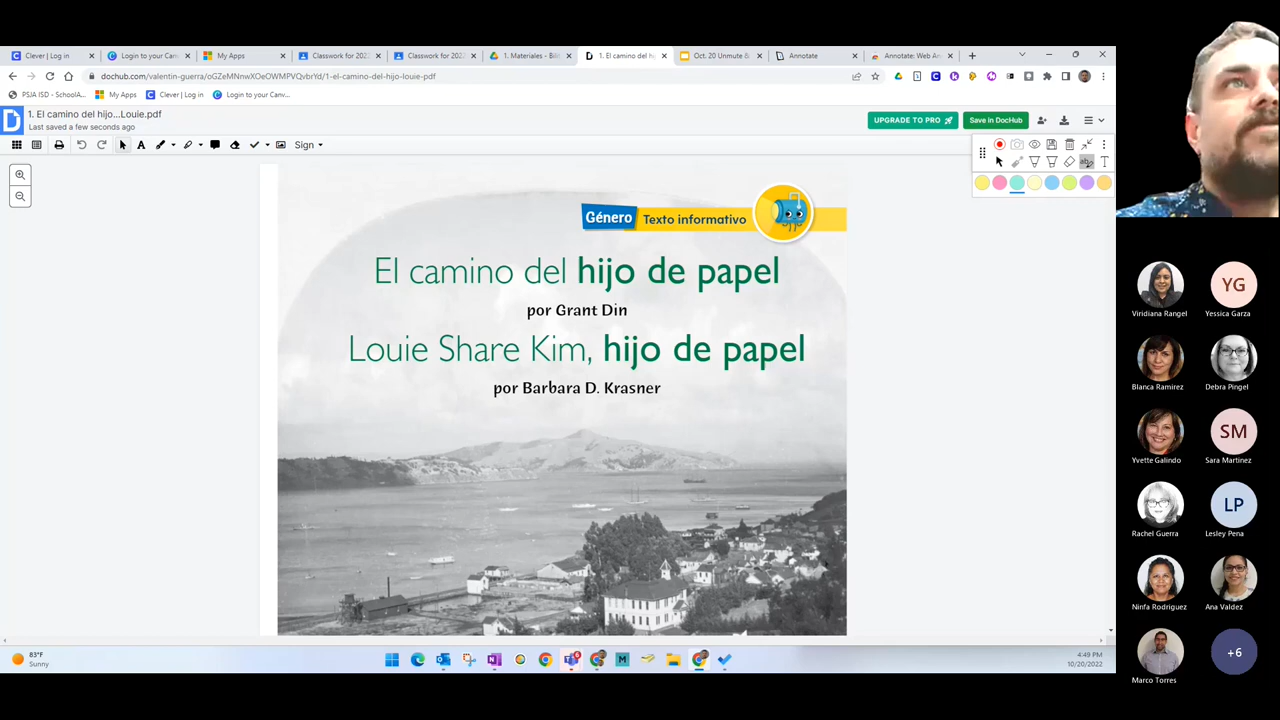 Clever | Log in
Login to your Can
My Apps
Classwork for 202
Classwork for 2022
1. Materiales - Bili
1. El camino del hi
Oct. 20 Unmute &
Annotate
Annotate: Web An
dochub.com/valentin-guerra/oGZeMNnwXOeOWMPVQvbrYd/1-el-camino-del-hijo-louie-pdf
PSJA ISD - SchoolA...
My Apps
Clever | Log in
Login to your Canv...
1. El camino del hijo...Louie.pdf
Last saved a few seconds ago
UPGRADE TO PRO
Save in DocHub
Sign
Género
Texto informativo
El camino del hijo de papel
por Grant Din
Louie Share Kim, hijo de papel
por Barbara D. Krasner
83°F
Sunny
4:49 PM
10/20/2022
YG
Viridiana Rangel
Yessica Garza
Blanca Ramirez
Debra Pingel
SM
Yvette Galindo
Sara Martinez
LP
Rachel Guerra
Lesley Pena
Ninfa Rodriguez
Ana Valdez
+6
Marco Torres